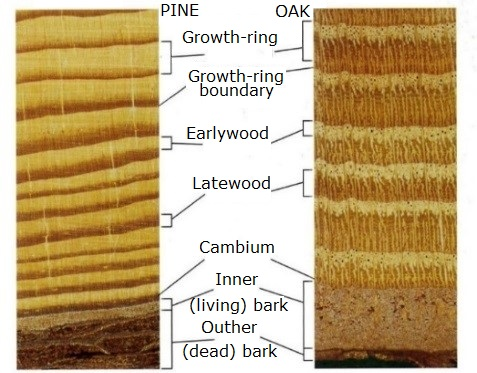 PINE OAK
Growth-ring
Growth-ring
boundary
Earlywood
Latewood
Cambium
Inner
(living) bark
Outher
(dead) bark